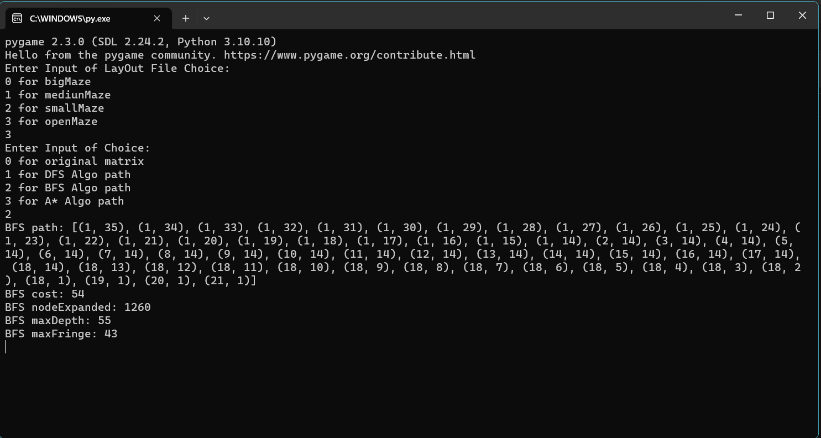 C:\WINDOWS\py.exe
pygame 2.3.0 (SDL 2.24.2, Python 3.10.10)
Hello from the pygame community. https://www.pygame.org/contribute.html
Enter Input of LayOut File Choice:
0 for bigMaze
1 for mediunMaze
2 for smallMaze
3 for openMaze
3
Enter Input of Choice:
0 for original matrix
1 for DFS Algo path
2 for BFS Algo path
3 for A* Algo path
2
BFS path: [(1, 35), (1, 34), (1, 33), (1, 32), (1, 31), (1, 30), (1, 29), (1, 28), (1, 27), (1, 26), (1, 25), (1, 24), (
1, 23), (1, 22), (1, 21), (1, 20), (1, 19), (1, 18), (1, 17), (1, 16), (1, 15), (1, 14), (2, 14), (3, 14), (4, 14), (5,
14), (6, 14), (7, 14), (8, 14), (9, 14), (10, 14), (11, 14), (12, 14), (13, 14), (14, 14), (15, 14), (16, 14), (17, 14),
(18, 14), (18, 13), (18, 12), (18, 11), (18, 10), (18, 9), (18, 8), (18, 7), (18, 6), (18, 5), (18, 4), (18, 3), (18, 2
), (18, 1), (19, 1), (20, 1), (21, 1)]
BFS cost: 54
BFS nodeExpanded: 1260
BFS maxDepth: 55
BFS maxFringe: 43